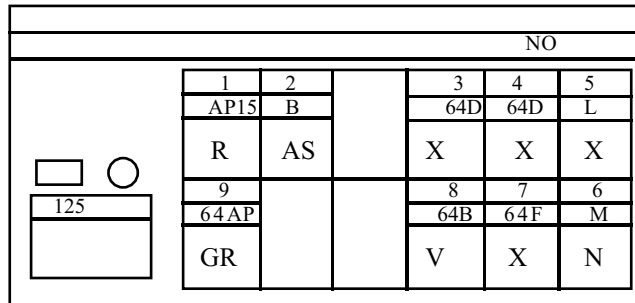 NO
1 2 3 4 5
AP15 B 64D 64D L
R AS X X X
9 8 7 6
125 64AP 64B 64F M
GR V X N